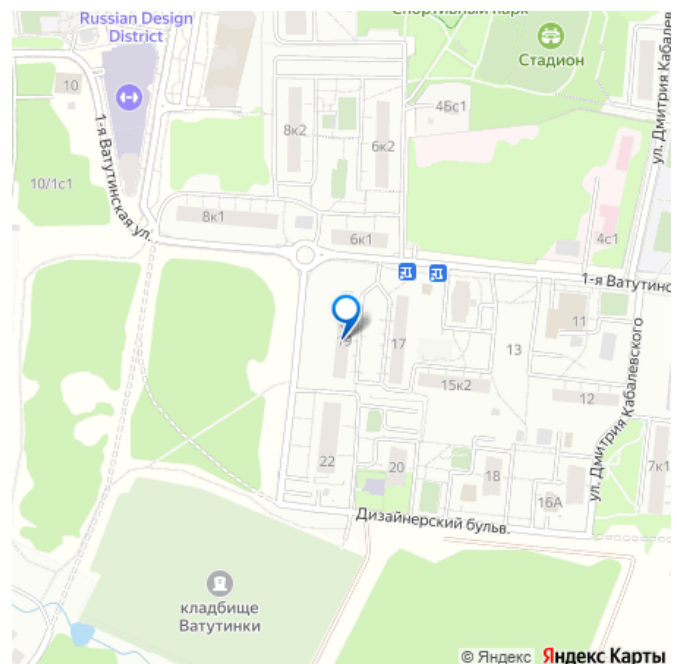 Спортивный парк
Russian Design
District
Стадион
10
ул. Дмитрия Кабалевского
4Бс1
8к2
6к2
1-я Ватутинская ул.
10/1с1
8к1
6к1
4с1
1-я Ватутинс
11
19
17
13
15к2
12
ул. Дмитрия Кабалевского
22
20
18
7к1
16А
Дизайнерский бульв.
кладбище
Ватутинки
© Яндекс Яндекс Карты